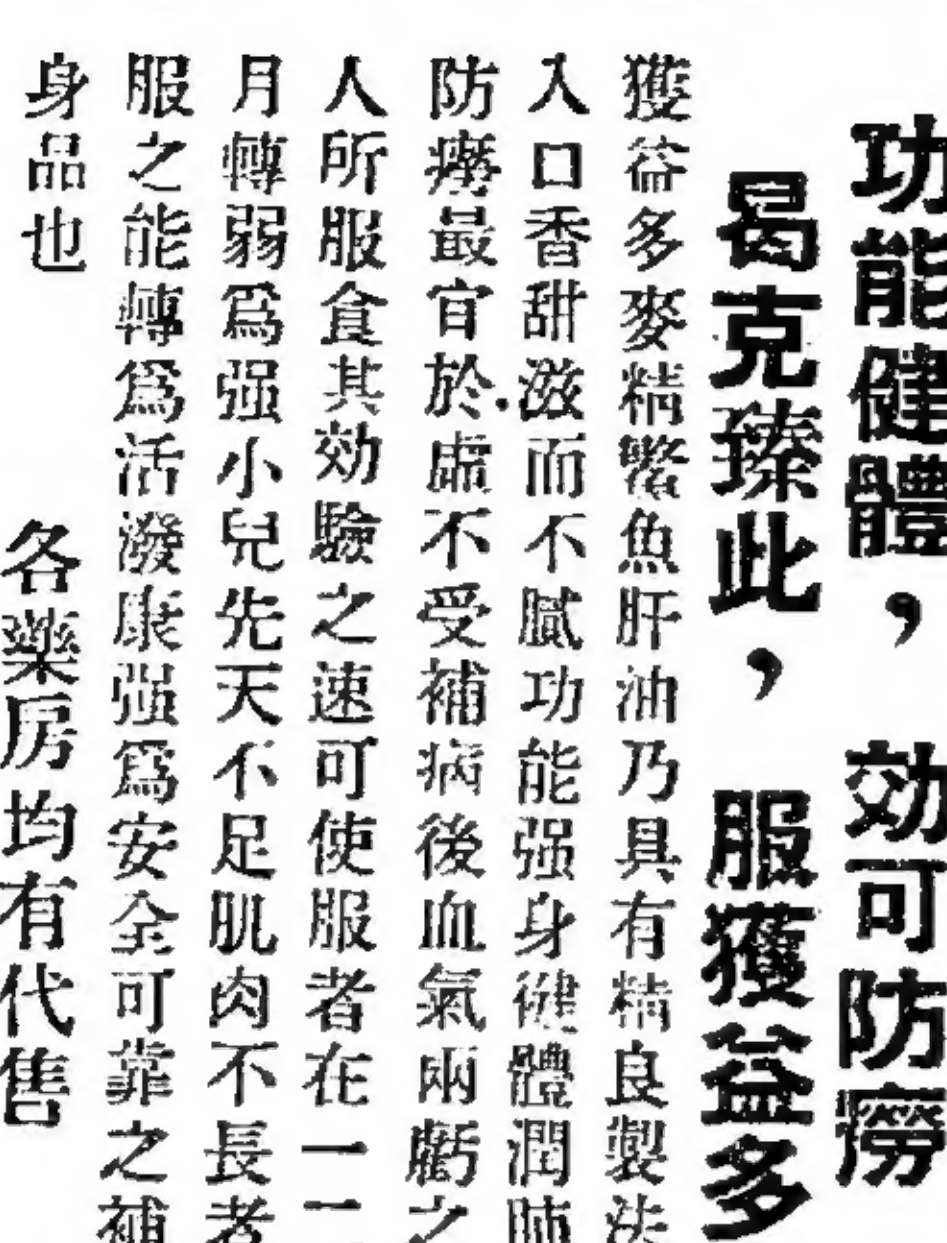 功能健體，効可防癆
曷克臻此，服獲益多
獲益多麥精鱉魚肝油乃具有精良製法
入口香甜滋而不膩功能强身健體潤肺
防癆最宜於虛不受補病後血氣兩虧之
人所服食其効驗之速可使服者在一二
月轉弱爲强小兒先天不足肌肉不長者
服之能轉爲活潑康强爲安全可靠之補
身品也
各藥房均有代售